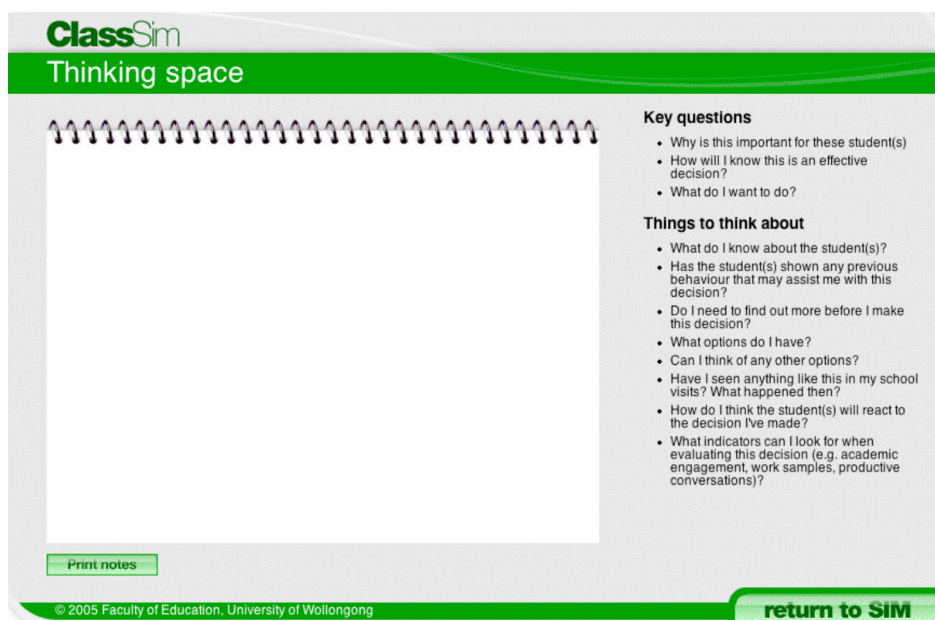 ClassSim
Thinking space
Key questions
• Why is this important for these student(s)
• How will I know this is an effective
decision?
• What do I want to do?
Things to think about
• What do I know about the student(s)?
• Has the student(s) shown any previous
behaviour that may assist me with this
decision?
• Do I need to find out more before I make
this decision?
• What options do I have?
• Can I think of any other options?
• Have I seen anything like this in my school
visits? What happened then?
• How do I think the student(s) will react to
the decision I've made?
• What indicators can I look for when
evaluating this decision (e.g. academic
engagement, work samples, productive
conversations)?
Print notes
© 2005 Faculty of Education, University of Wollongong
return to SIM